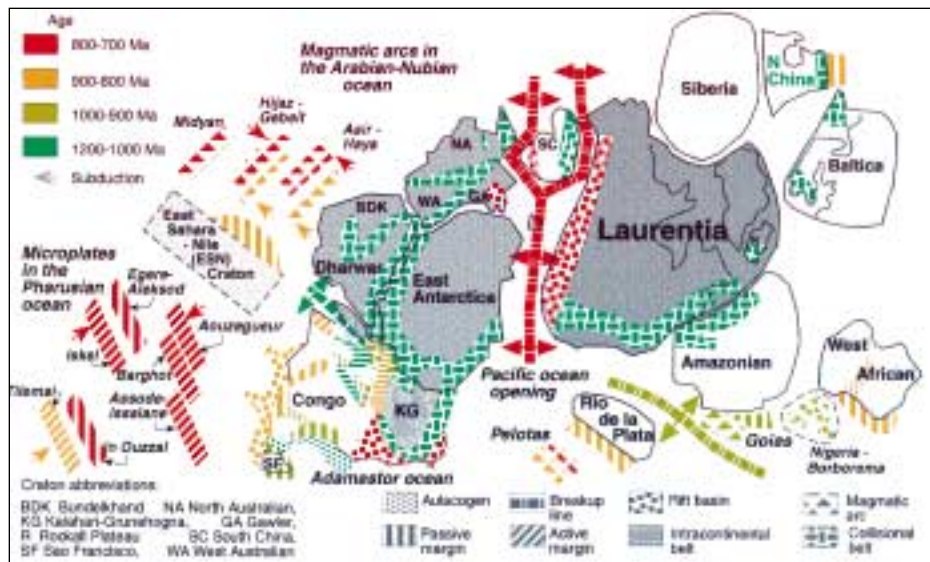 Age
800-700 Ma
900-800 Ma
1000-900 Ma
1200-1000 Ma
Subduction
Magmatic arcs in
the Arabian-Nubian
ocean
Midyan
Hijaz -
Gebeit
Asir -
Haya
East
Sahara
- Nile
(ESN)
Craton
Microplates
in the
Pharusian
ocean
Egere-
Aleksod
Aouzegueur
Iskel
Barghot
Assode-
Issalane
In Ouzzal
NA
SC
WA
GA
BDK
Dharwar
East
Antarctica
Laurentia
Siberia
N
China
Baltica
Congo
SF
KG
Adamastor ocean
Pacific ocean
opening
Amazonian
West
African
Rio
de la
Plata
Pelotas
Goias
Nigeria -
Borborema
Craton abbreviations:
BDK Bundelkhand NA North Australian,
KG Kalahari-Grunehogna, GA Gawler,
R Rockall Plateau SC South China,
SF Sao Francisco, WA West Australian
Aulacogen
Breakup
line
Rift basin
Magmatic
arc
Passive
margin
Active
margin
Intracontinental
belt
Collisional
belt